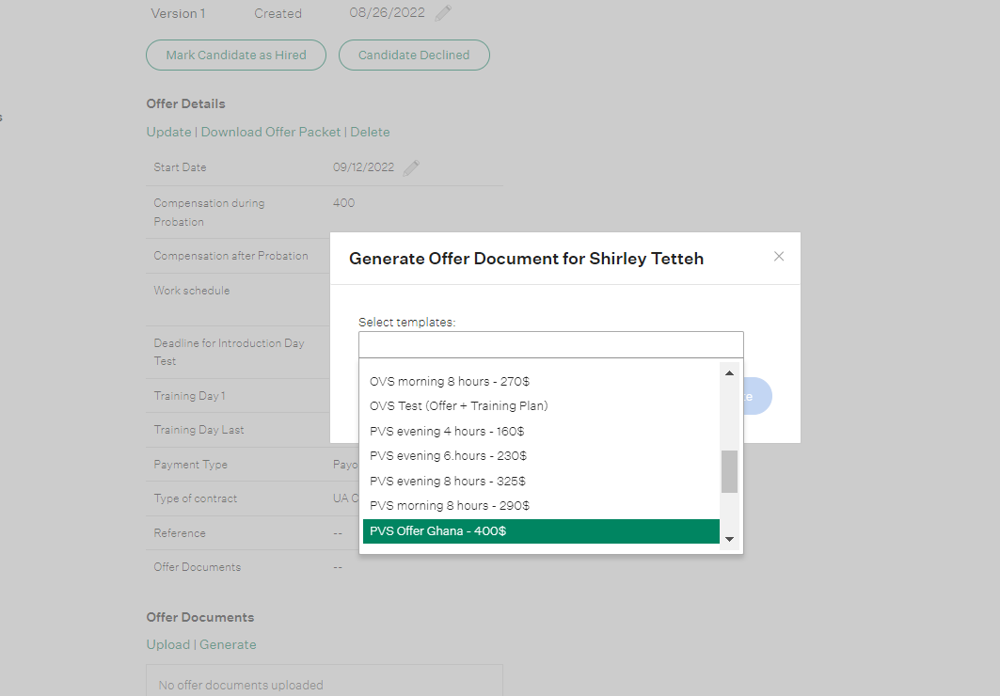 Version 1 Created 08/26/2022
Mark Candidate as Hired Candidate Declined
Offer Details
Update | Download Offer Packet | Delete
Start Date 09/12/2022
Compensation during 400
Probation
Compensation after Probation
Work schedule
Deadline for Introduction Day
Test
Training Day 1
Training Day Last
Payment Type Payo
Type of contract UA C
Reference --
Offer Documents --
Offer Documents
Upload | Generate
No offer documents uploaded
Generate Offer Document for Shirley Tetteh
Select templates:
OVS morning 8 hours - 270$
OVS Test (Offer + Training Plan)
PVS evening 4 hours - 160$
PVS evening 6.hours - 230$
PVS evening 8 hours - 325$
PVS morning 8 hours - 290$
PVS Offer Ghana - 400$